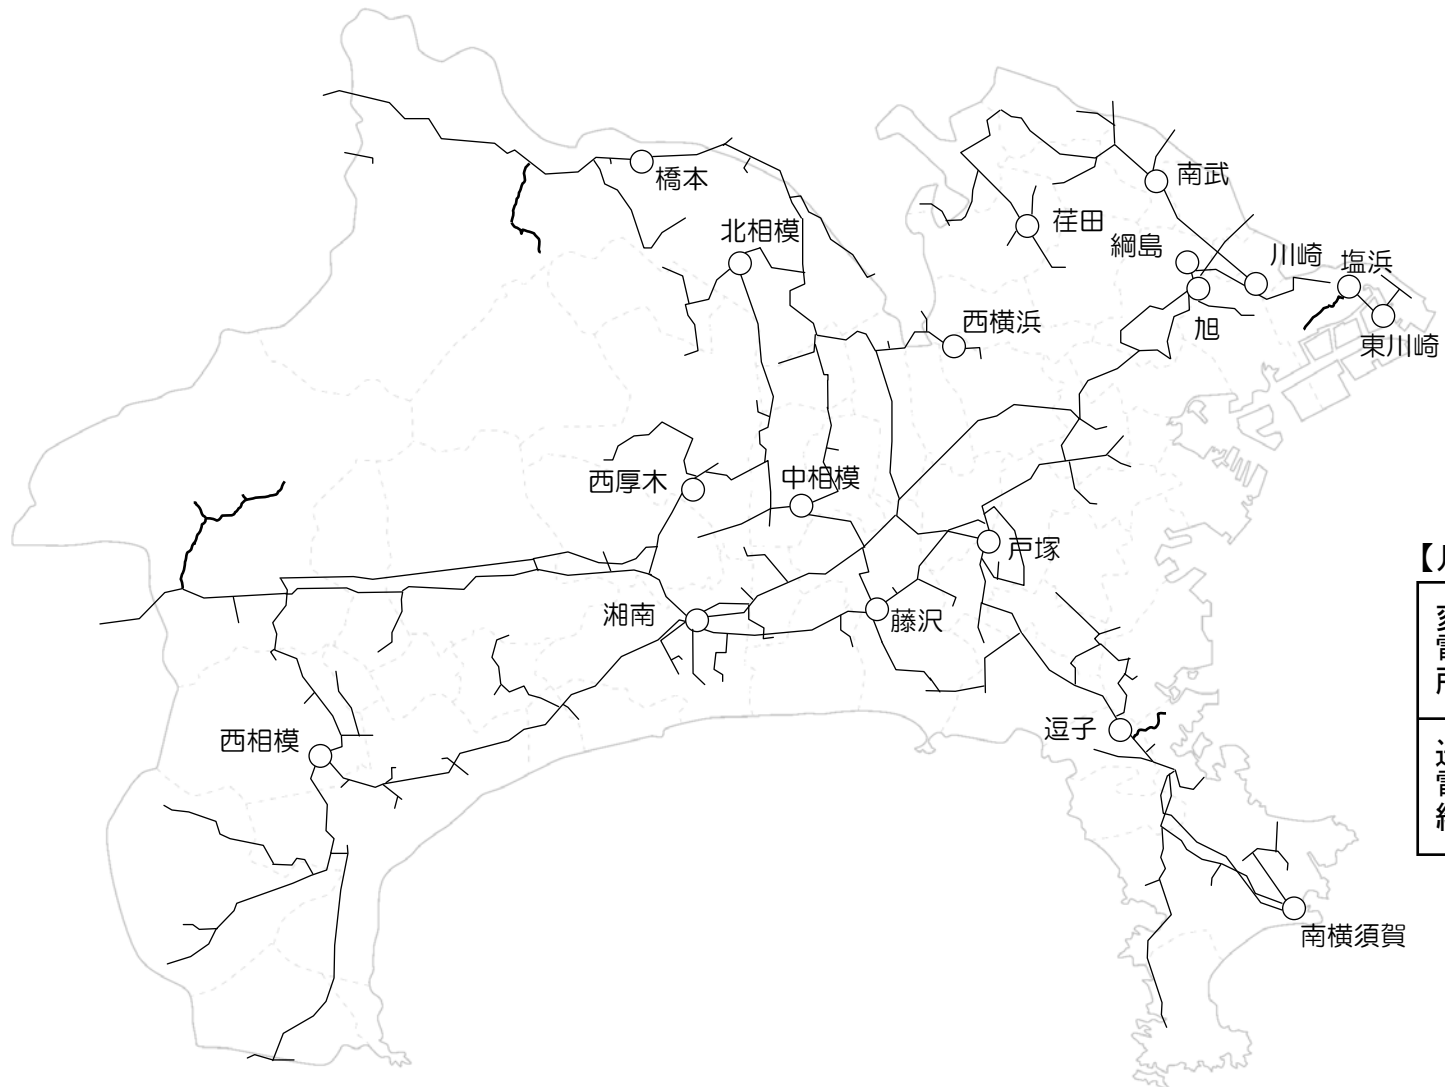 橋本
南武
北相模
荏田
綱島
川崎
塩浜
西横浜
旭
東川崎
西厚木
中相模
戸塚
湘南
藤沢
西相模
逗子
南横須賀